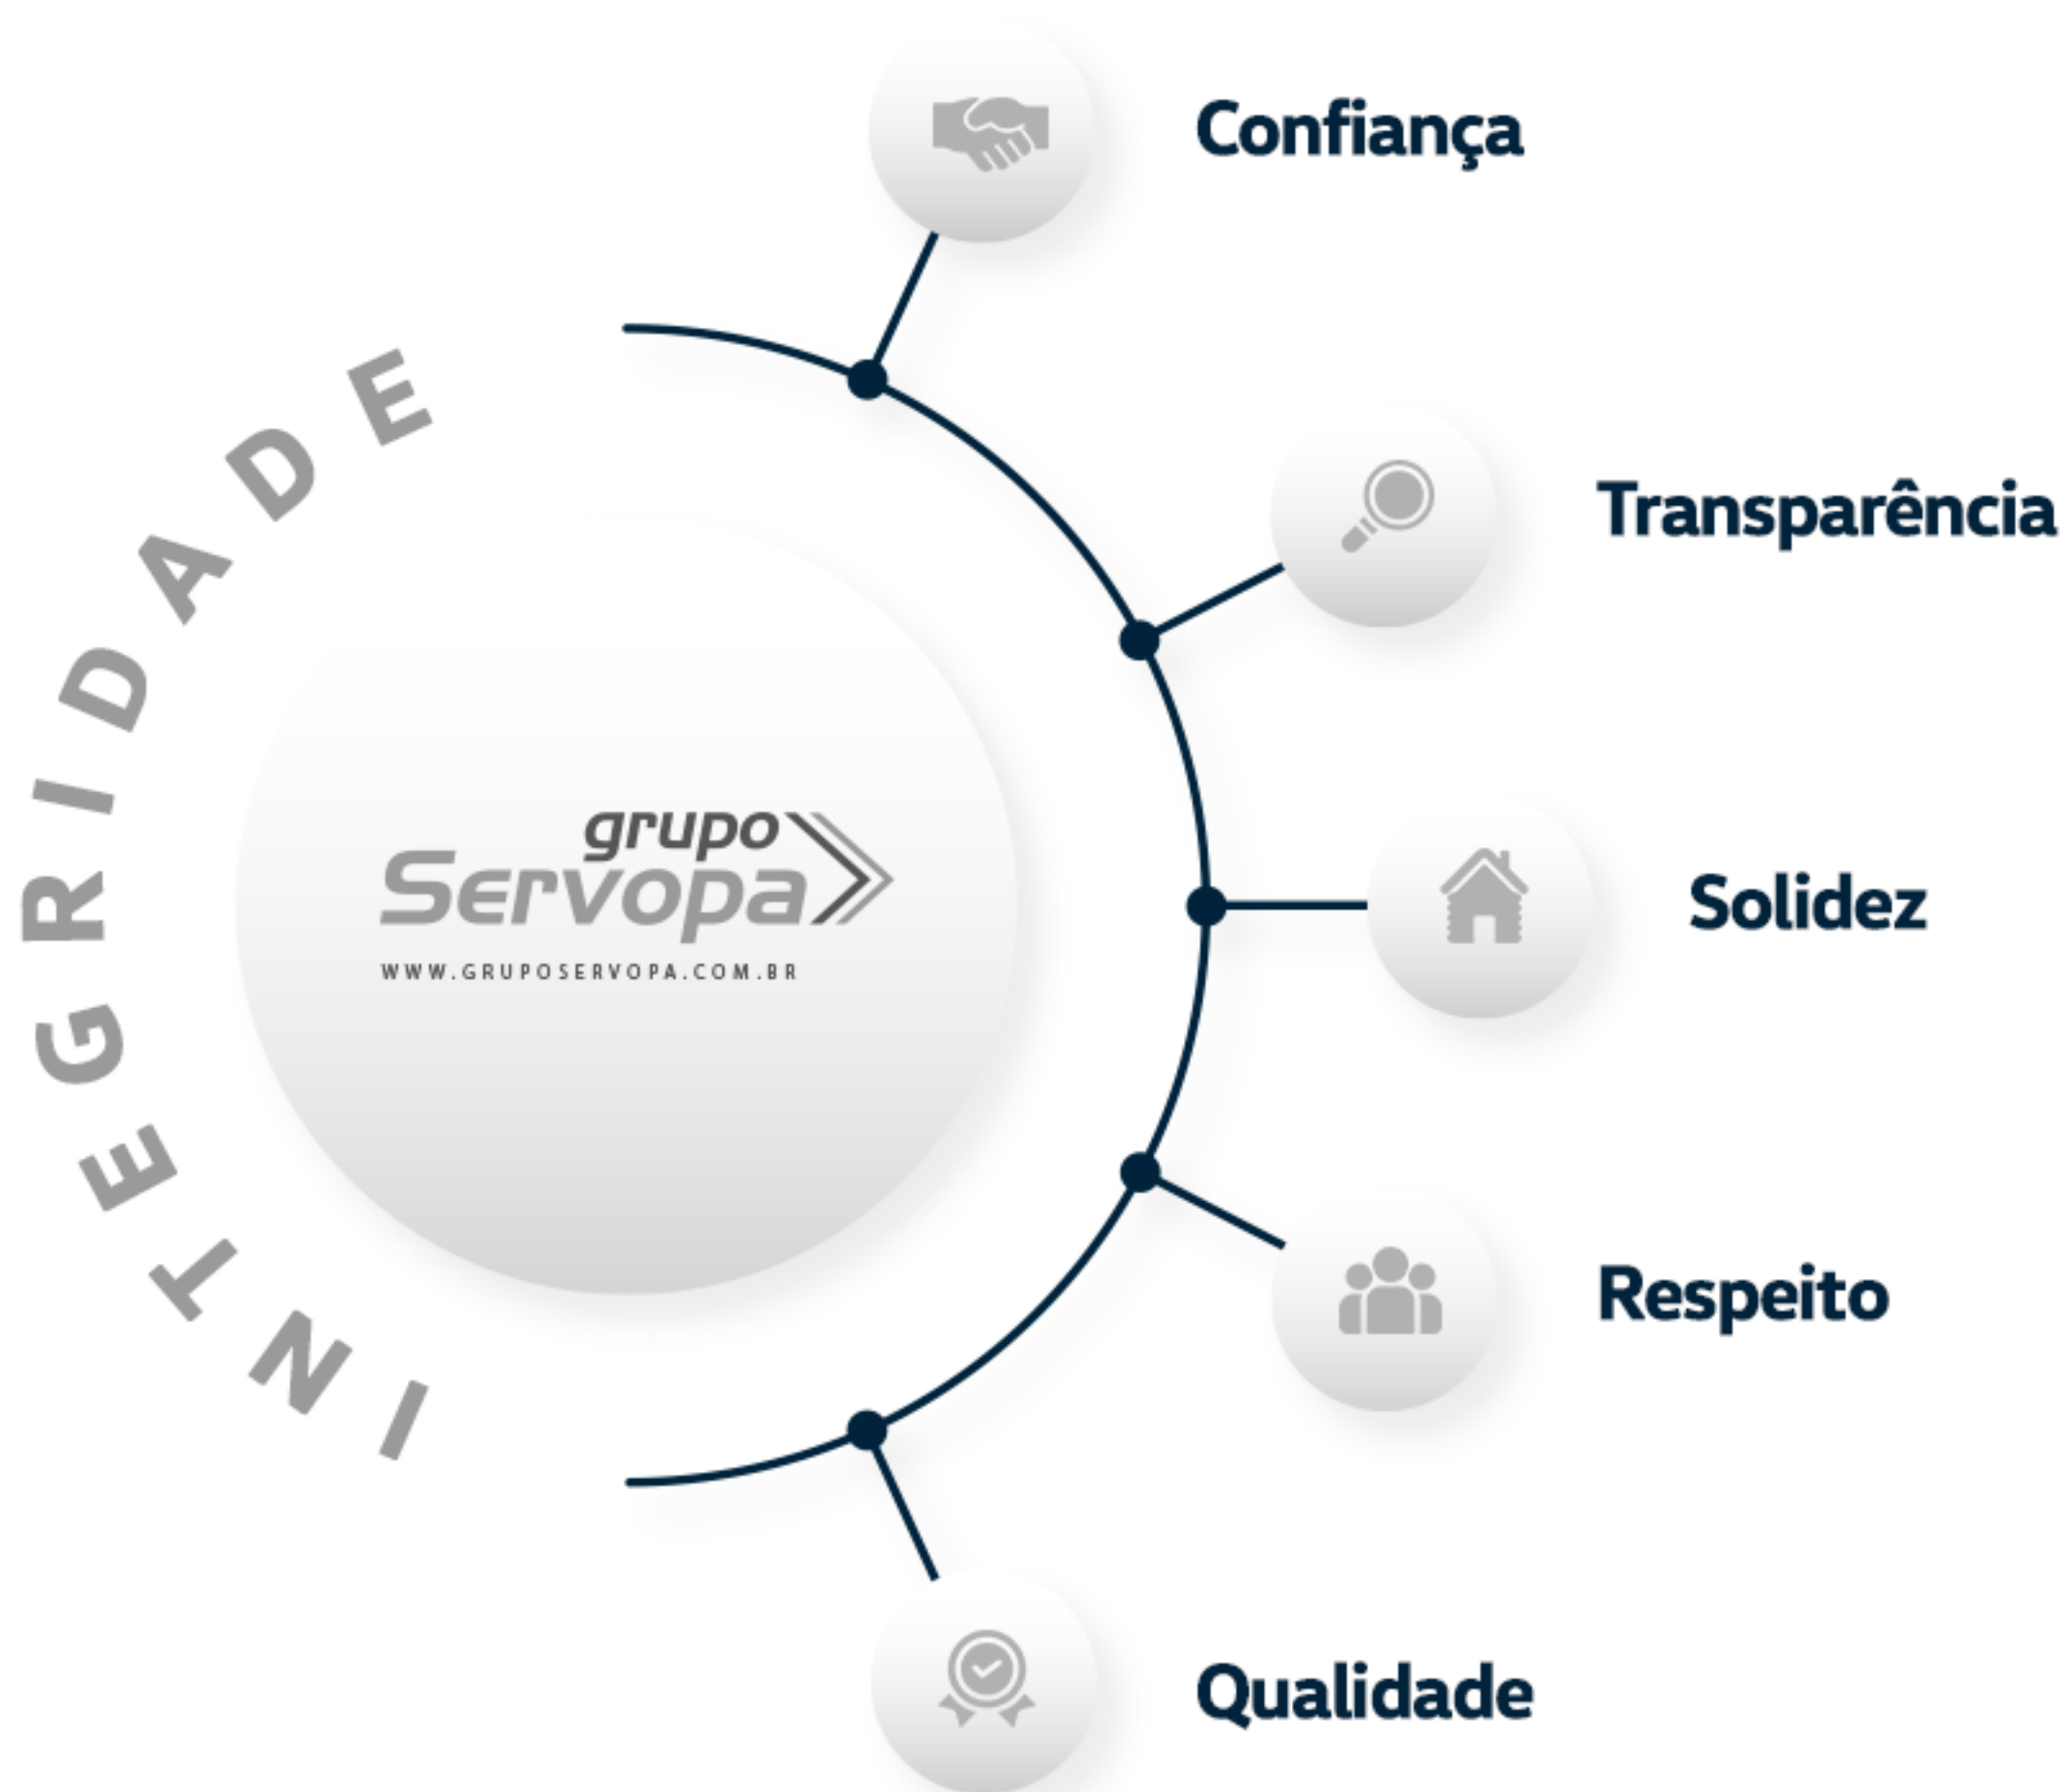 INTEGRIDADE
grupo
Servopa
WWW.GRUPOSERVOPA.COM.BR
Confiança
Transparência
Solidez
Respeito
Qualidade